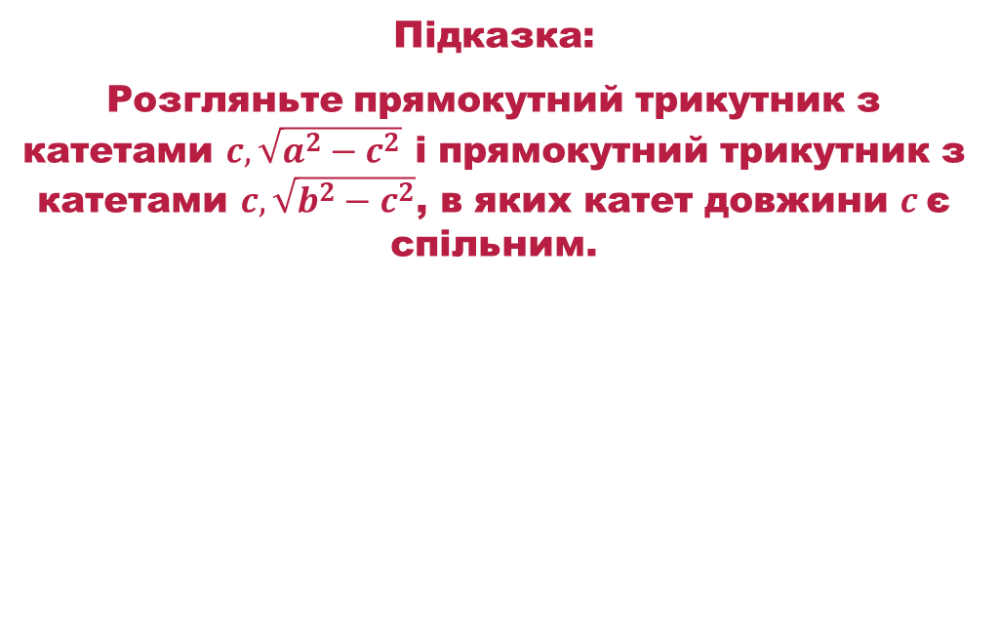 Підказка:
Розгляньте прямокутний трикутник з
катетами c, √(a² − c²) і прямокутний трикутник з
катетами c, √(b² − c²), в яких катет довжини c є
спільним.